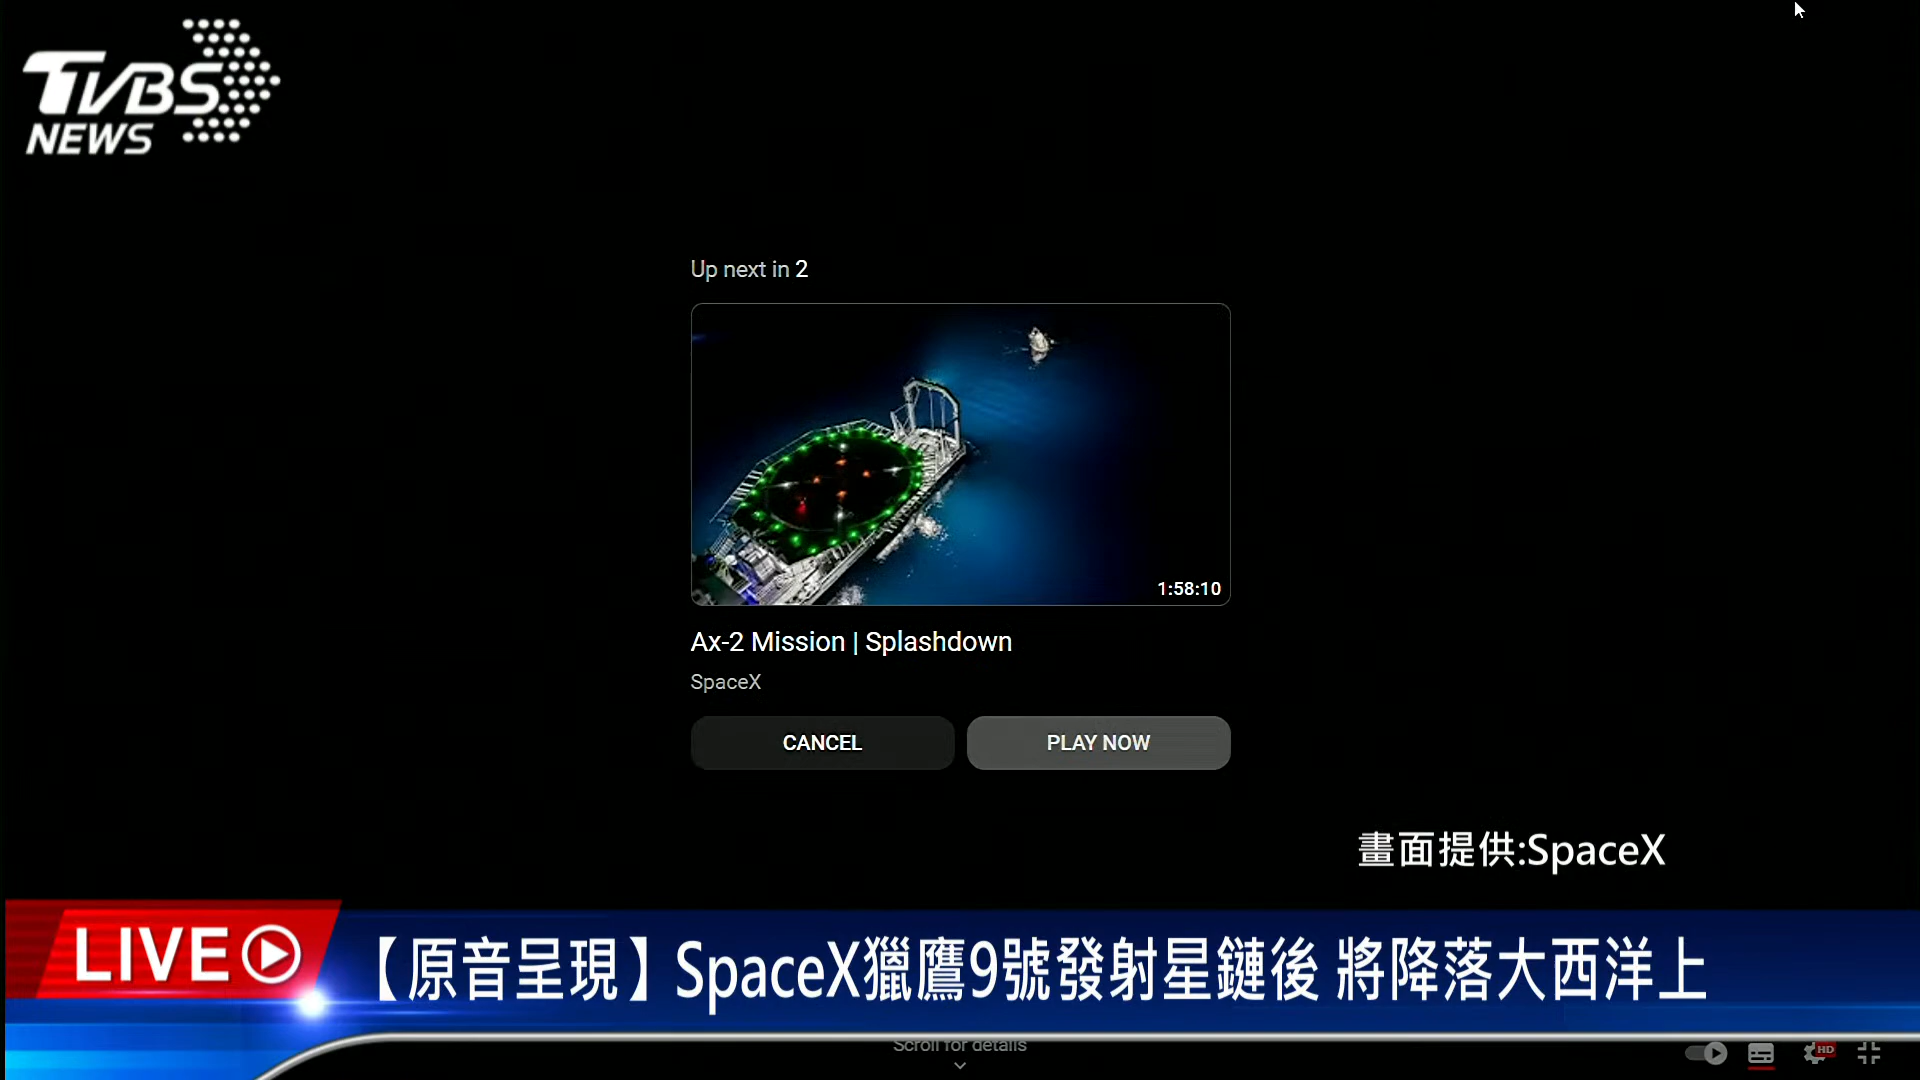 TVBS
NEWS
Up next in 2
1:58:10
Ax-2 Mission | Splashdown
SpaceX
CANCEL
PLAY NOW
畫面提供:SpaceX
LIVE
【原音呈現】SpaceX獵鷹9號發射星鏈後 將降落大西洋上
Scroll for details
HD